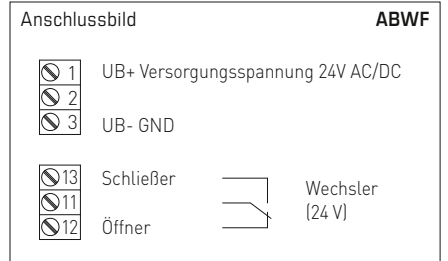 Anschlussbild ABWF
1 UB+ Versorgungsspannung 24V AC/DC
2
3 UB- GND
13 Schließer
11
12 Öffner
Wechsler
(24 V)